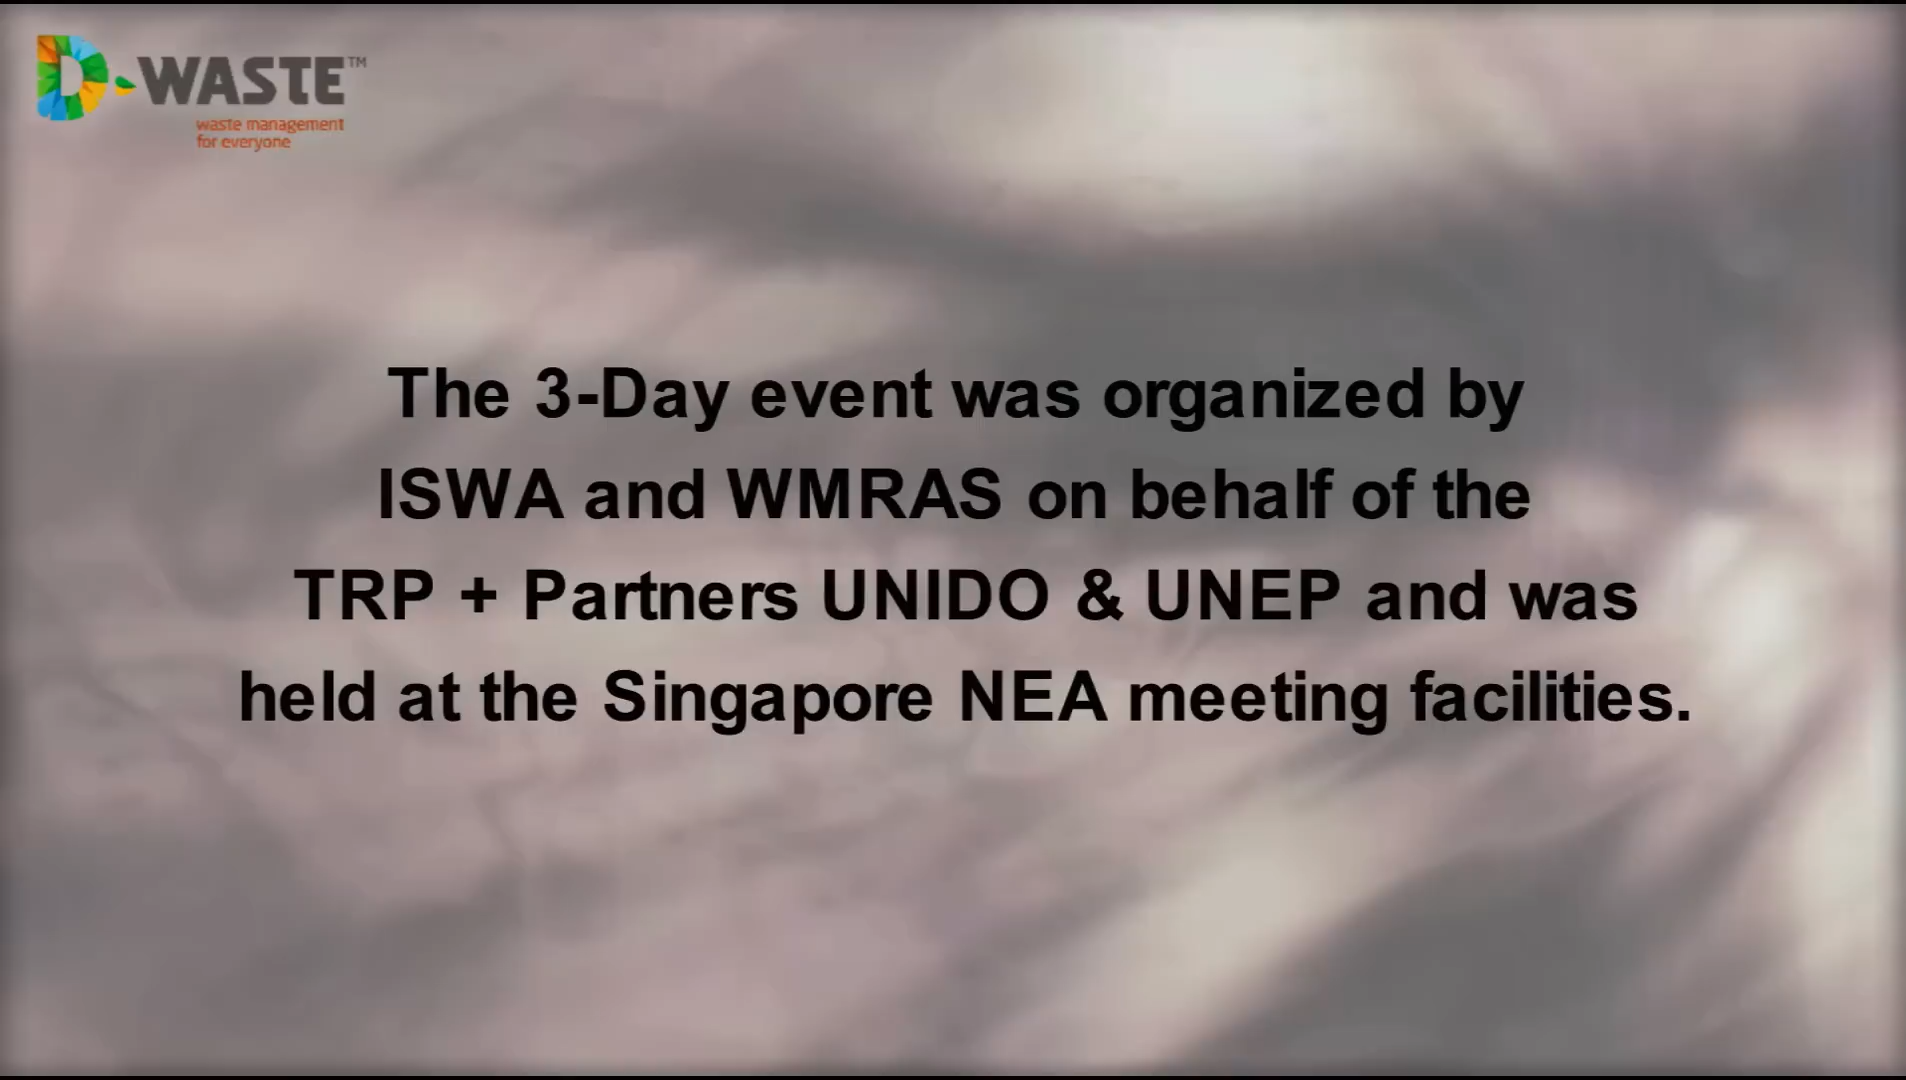 D-WASTE™
waste management
for everyone
The 3-Day event was organized by
ISWA and WMRAS on behalf of the
TRP + Partners UNIDO & UNEP and was
held at the Singapore NEA meeting facilities.